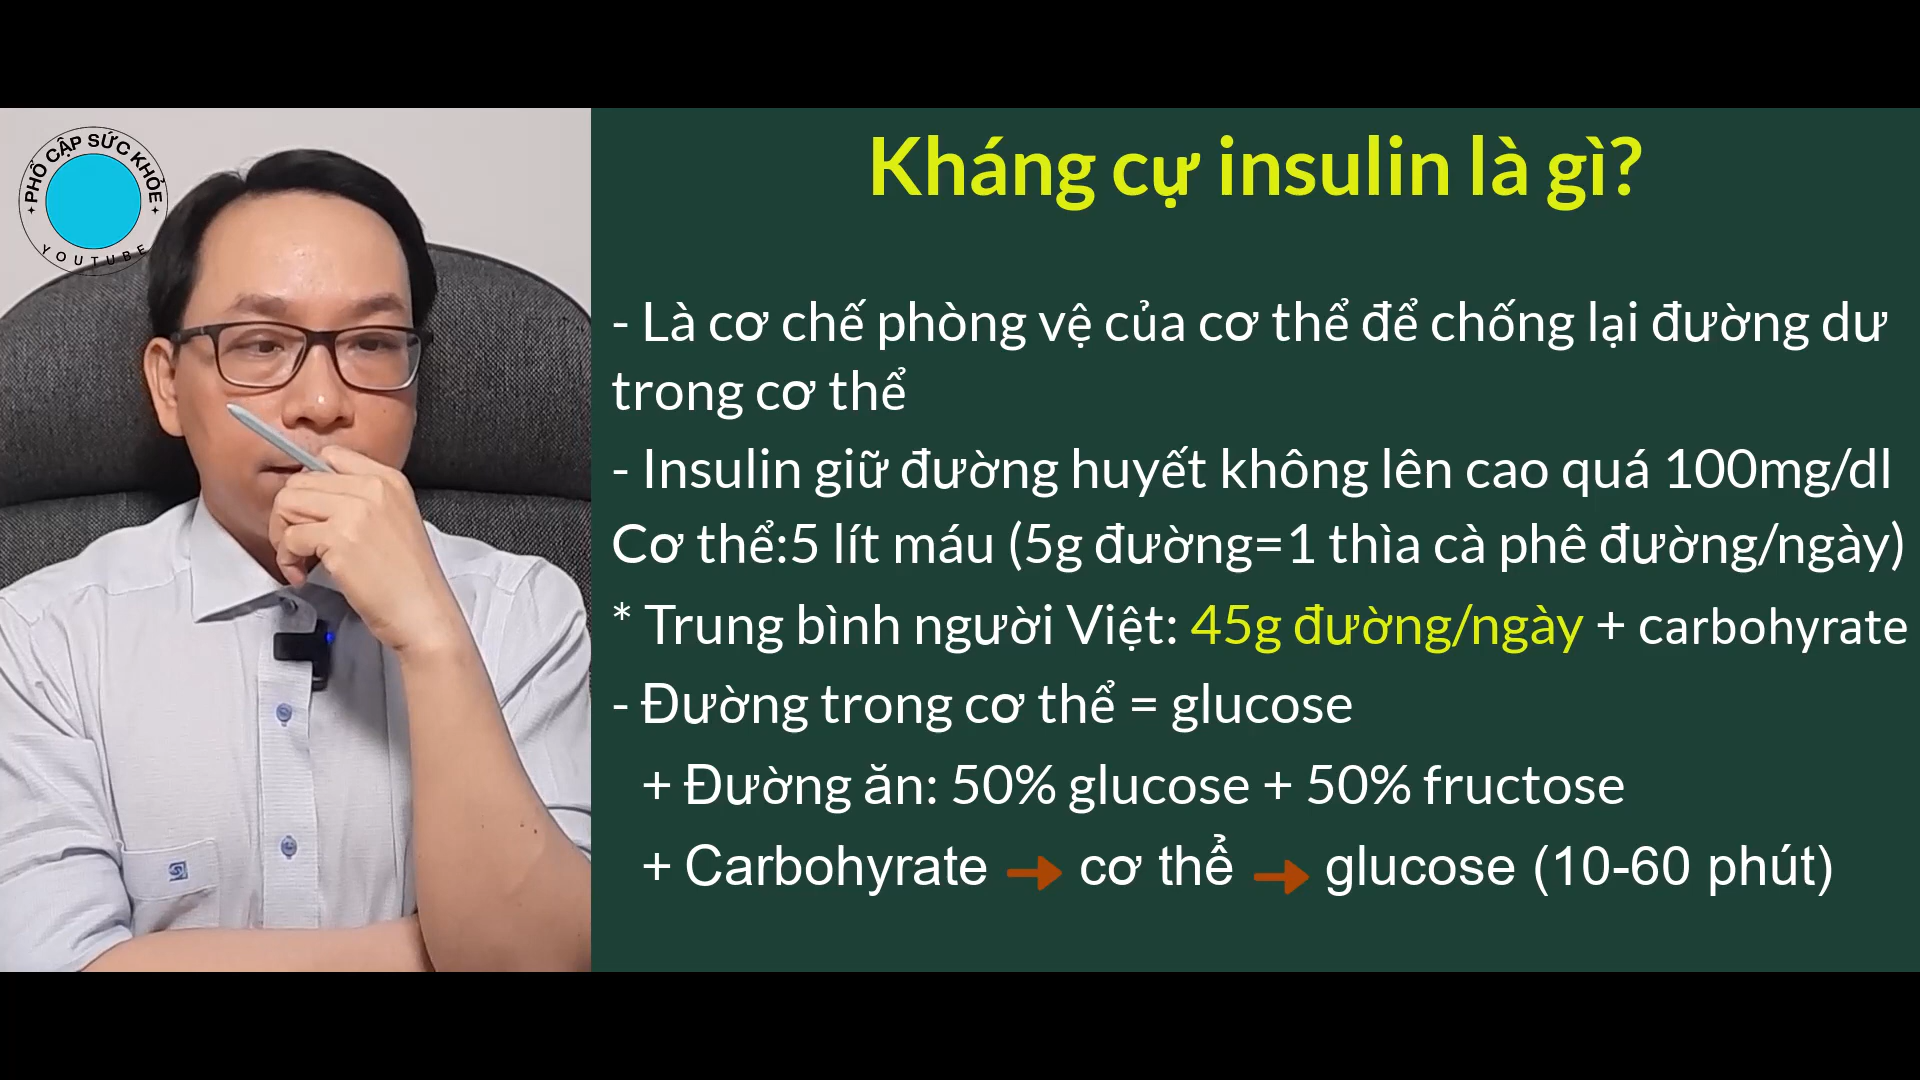 PHỔ CẬP SỨC KHỎE
YOUTUBE
Kháng cự insulin là gì?
- Là cơ chế phòng vệ của cơ thể để chống lại đường dư
trong cơ thể
- Insulin giữ đường huyết không lên cao quá 100mg/dl
Cơ thể:5 lít máu (5g đường=1 thìa cà phê đường/ngày)
* Trung bình người Việt: 45g đường/ngày + carbohyrate
- Đường trong cơ thể = glucose
+ Đường ăn: 50% glucose + 50% fructose
+ Carbohyrate → cơ thể → glucose (10-60 phút)